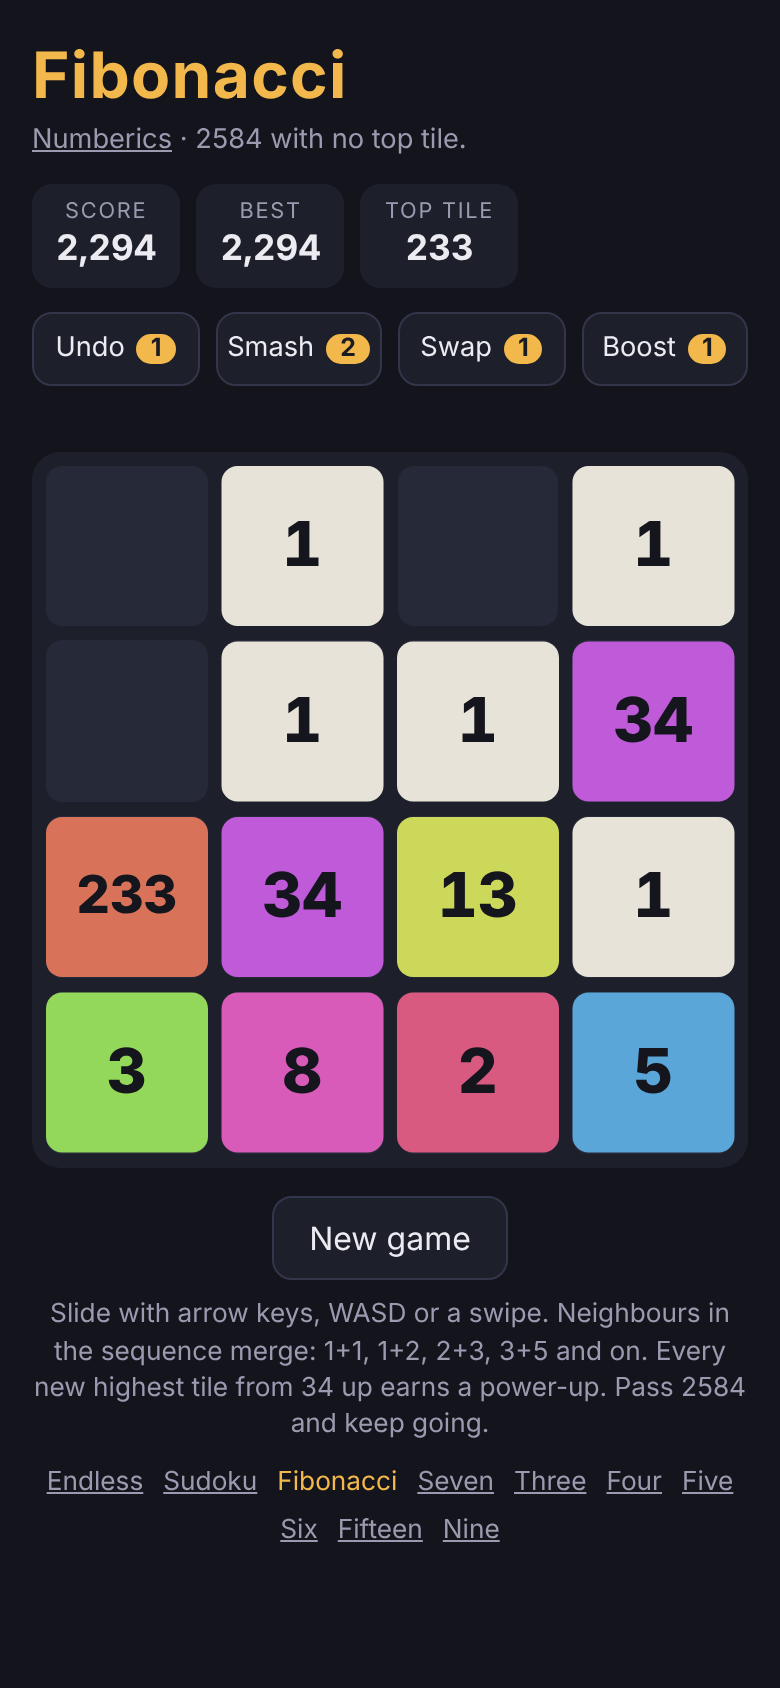 Fibonacci
Numberics · 2584 with no top tile.
SCORE BEST TOP TILE
2,294 2,294 233
Undo 1 Smash 2 Swap 1 Boost 1
1 1
1 1 34
233 34 13 1
3 8 2 5
New game
Slide with arrow keys, WASD or a swipe. Neighbours in
the sequence merge: 1+1, 1+2, 2+3, 3+5 and on. Every
new highest tile from 34 up earns a power-up. Pass 2584
and keep going.
Endless Sudoku Fibonacci Seven Three Four Five
Six Fifteen Nine